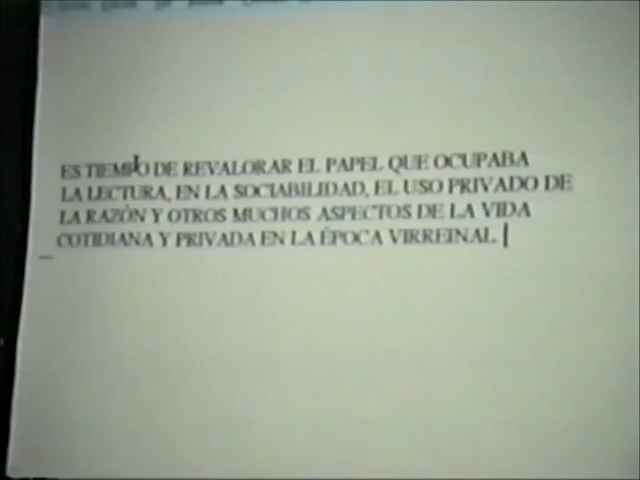 ES TIEMPO DE REVALORAR EL PAPEL QUE OCUPABA
LA LECTURA, EN LA SOCIABILIDAD, EL USO PRIVADO DE
LA RAZÓN Y OTROS MUCHOS ASPECTOS DE LA VIDA
COTIDIANA Y PRIVADA EN LA ÉPOCA VIRREINAL.